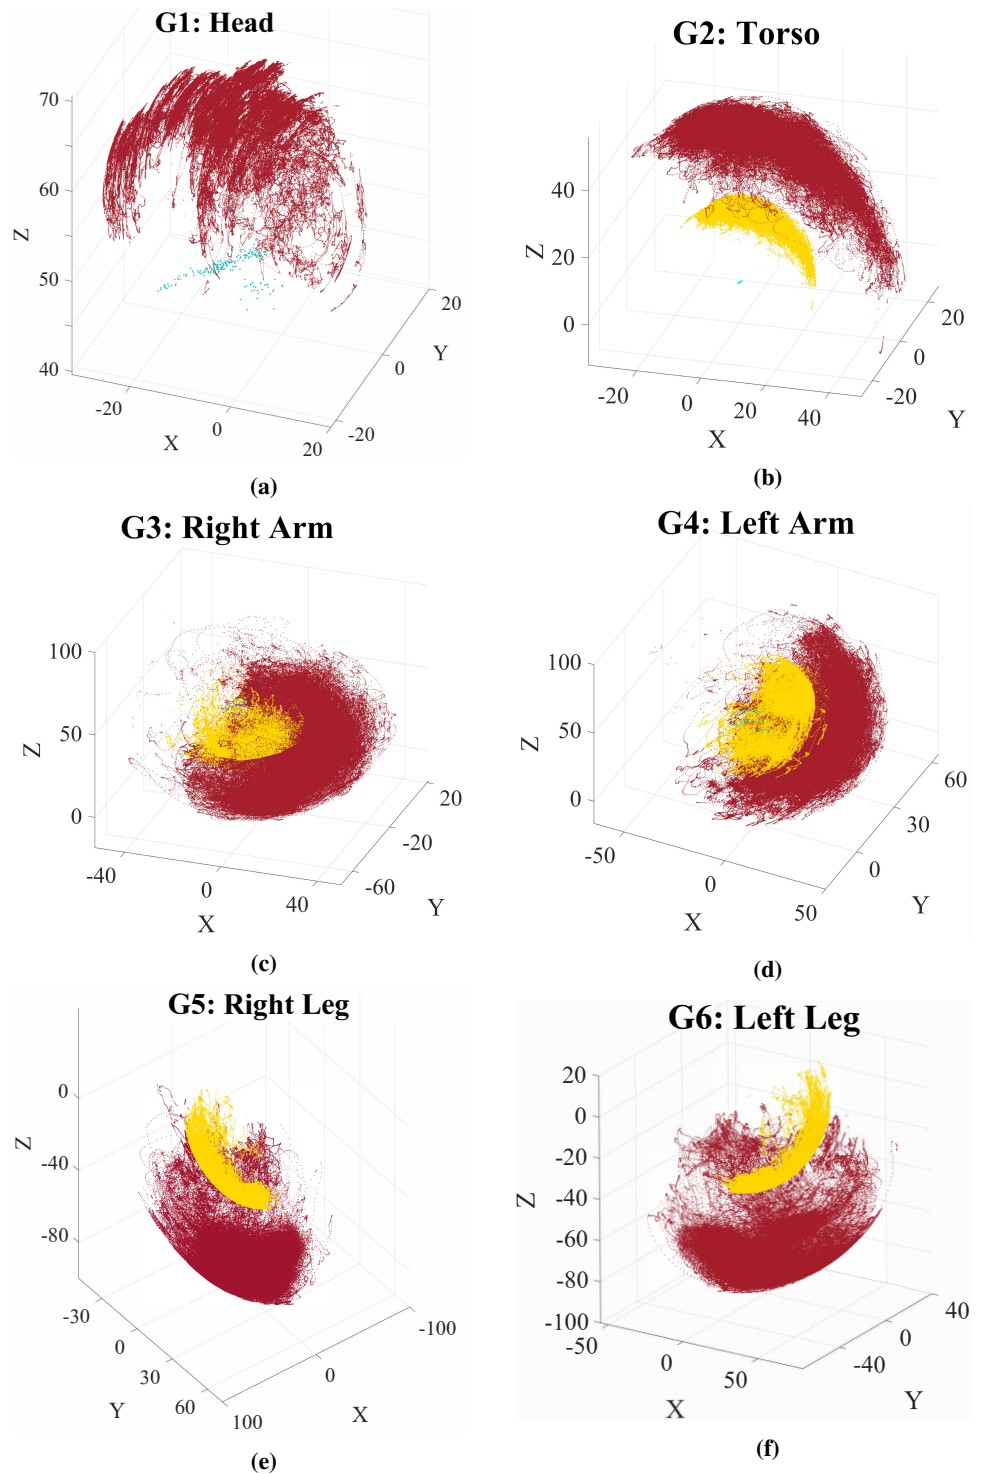 G1: Head
70
60
50
40
Z
-20
0
20
X
-20
0
20
Y
(a)
G2: Torso
40
20
0
Z
-20
0
20
40
X
-20
0
20
Y
(b)
G3: Right Arm
100
50
0
Z
-40
0
40
X
-60
-20
20
Y
(c)
G4: Left Arm
100
50
0
Z
-50
0
50
X
0
30
60
Y
(d)
G5: Right Leg
0
-40
-80
Z
-30
0
30
60
Y
100
0
-100
X
(e)
G6: Left Leg
20
0
-20
-40
-60
-80
-100
Z
-50
0
50
X
-40
0
40
Y
(f)